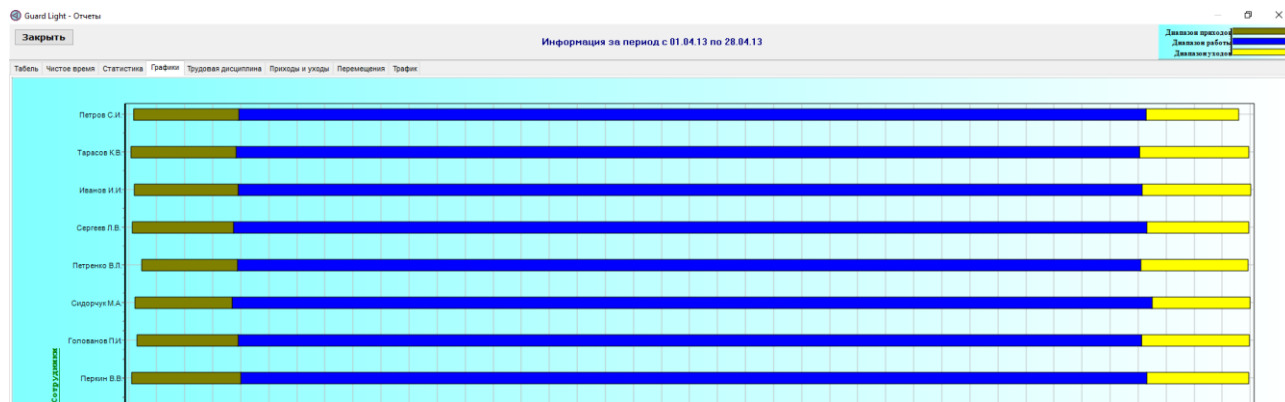 Guard Light - Отчеты
Закрыть
Информация за период с 01.04.13 по 28.04.13
Диапазон приходов
Диапазон работы
Диапазон уходов
Табель Чистое время Статистика Графики Трудовая дисциплина Приходы и уходы Перемещения Трафик
Петров С.И.
Тарасов К.В.
Иванов И.И.
Сергеев Л.В.
Петренко В.Л.
Сидорчук М.А.
Голованов П.И.
Перкин В.В.
Сотрудники